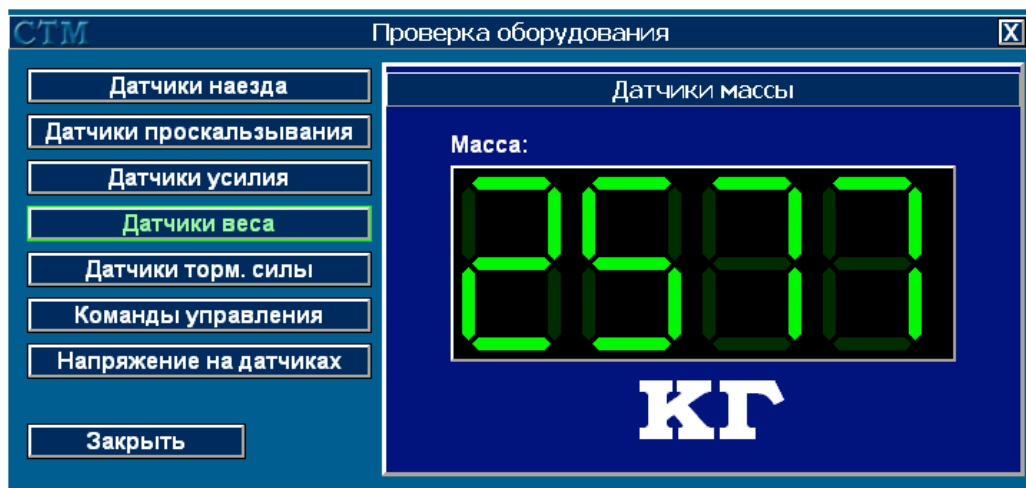 СТМ
Проверка оборудования
X
Датчики наезда
Датчики проскальзывания
Датчики усилия
Датчики веса
Датчики торм. силы
Команды управления
Напряжение на датчиках
Закрыть
Датчики массы
Масса:
2577
кг